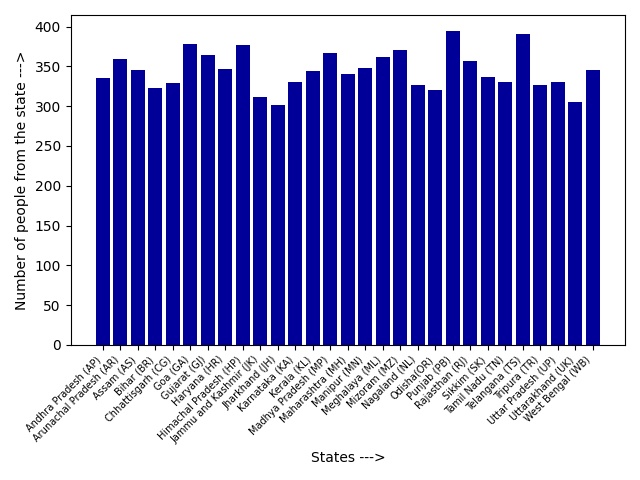 Number of people from the state --->
400
350
300
250
200
150
100
50
0
Andhra Pradesh (AP)
Arunachal Pradesh (AR)
Assam (AS)
Bihar (BR)
Chhattisgarh (CG)
Goa (GA)
Gujarat (GJ)
Haryana (HR)
Himachal Pradesh (HP)
Jammu and Kashmir (JK)
Jharkhand (JH)
Karnataka (KA)
Kerala (KL)
Madhya Pradesh (MP)
Maharashtra (MH)
Manipur (MN)
Meghalaya (ML)
Mizoram (MZ)
Nagaland (NL)
Odisha(OR)
Punjab (PB)
Rajasthan (RJ)
Sikkim (SK)
Tamil Nadu (TN)
Telangana (TS)
Tripura (TR)
Uttar Pradesh (UP)
Uttarakhand (UK)
West Bengal (WB)
States --->